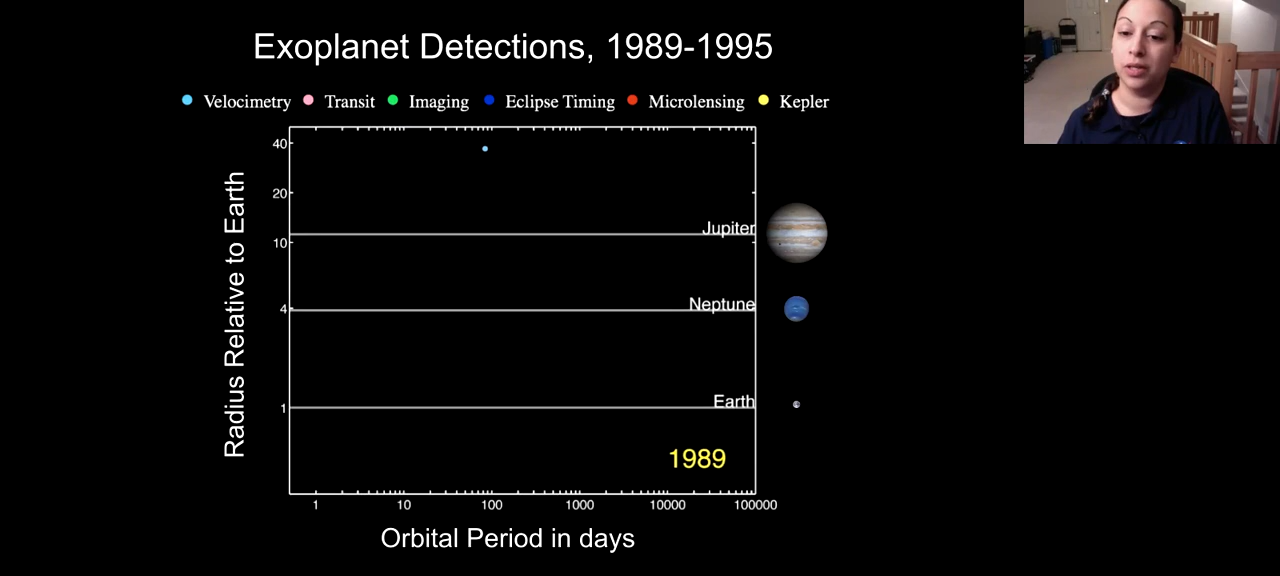 Exoplanet Detections, 1989-1995
Velocimetry Transit Imaging Eclipse Timing Microlensing Kepler
Radius Relative to Earth
40
20
Jupiter
10
Neptune
4
Earth
1
1989
1 10 100 1000 10000 100000
Orbital Period in days